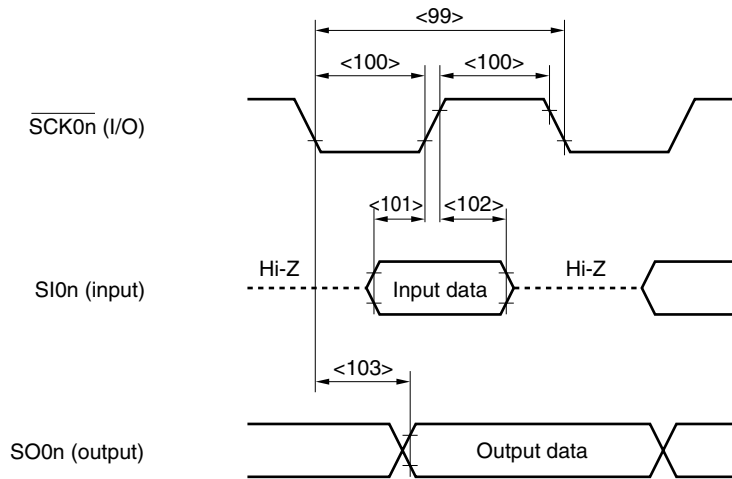 <99>
<100> <100>
SCK0n (I/O)
<101> <102>
Hi-Z Hi-Z
SI0n (input) Input data
<103>
SO0n (output) Output data